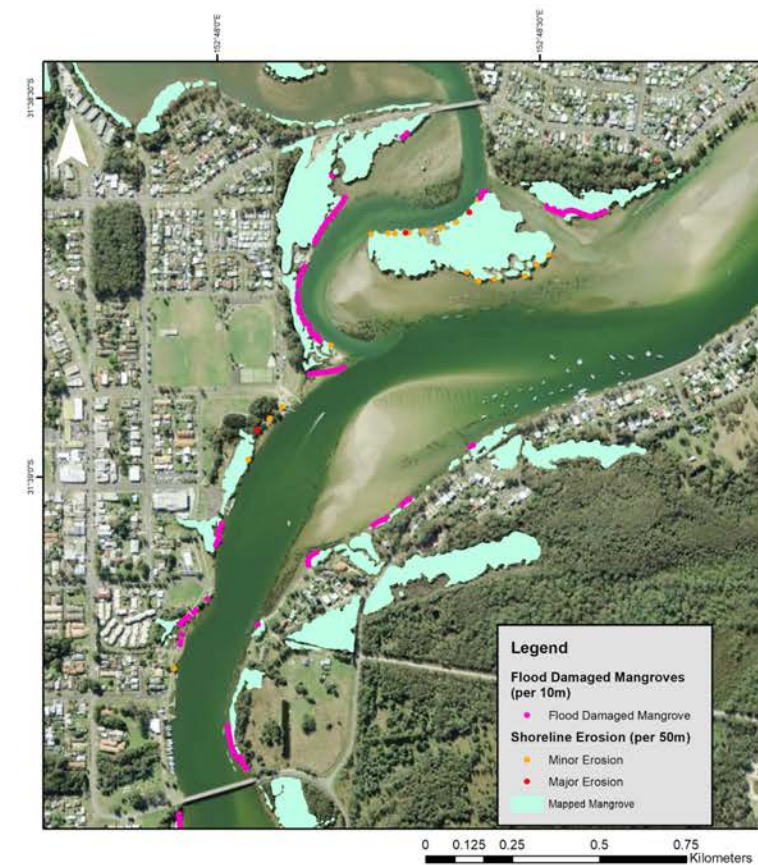 152°48'0"E
152°48'30"E
31°38'30"S
31°39'0"S
Legend
Flood Damaged Mangroves
(per 10m)
Flood Damaged Mangrove
Shoreline Erosion (per 50m)
Minor Erosion
Major Erosion
Mapped Mangrove
0 0.125 0.25 0.5 0.75
Kilometers